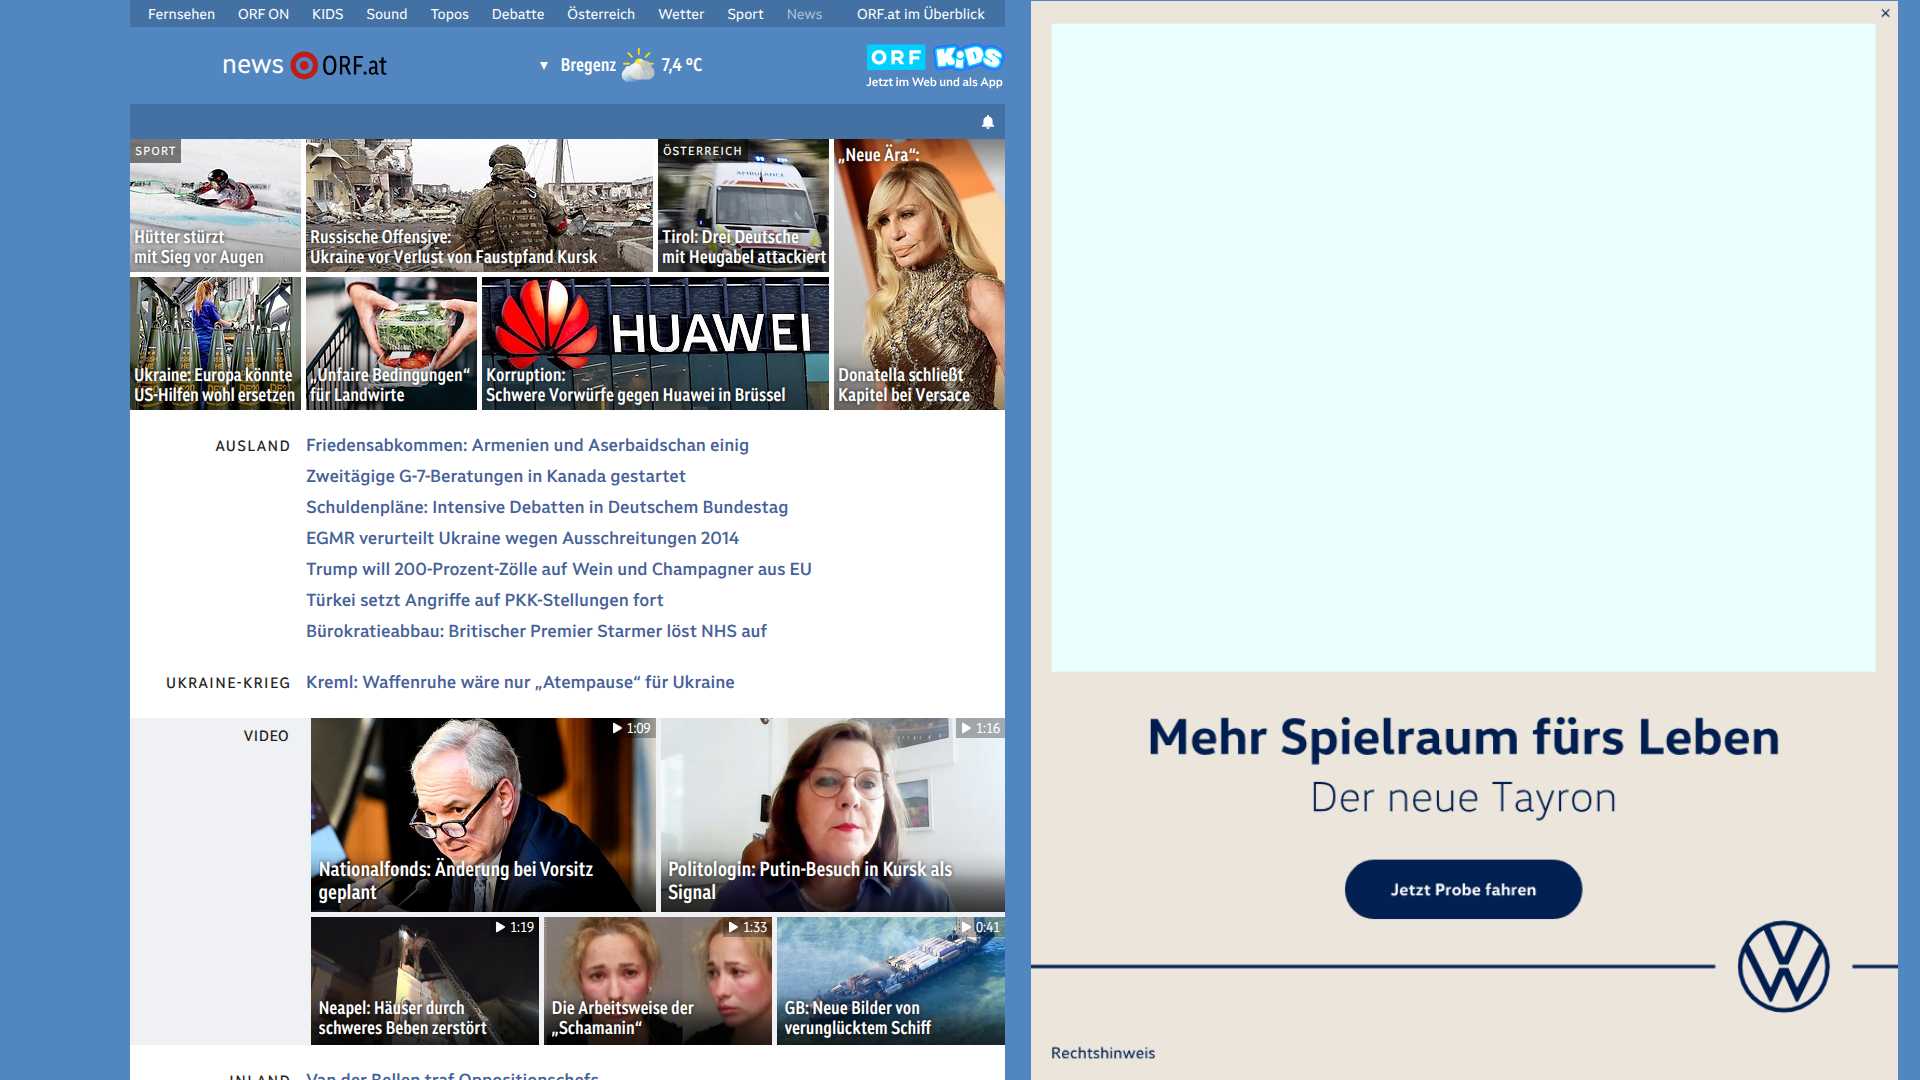 Fernsehen ORF ON KIDS Sound Topos Debatte Österreich Wetter Sport News ORF.at im Überblick
news ORF.at
Bregenz 7,4 °C
ORF KiDS
Jetzt im Web und als App
SPORT
Hütter stürzt
mit Sieg vor Augen
Russische Offensive:
Ukraine vor Verlust von Faustpfand Kursk
ÖSTERREICH
AMBULANCE
Tirol: Drei Deutsche
mit Heugabel attackiert
„Neue Ära“:
Donatella schließt
Kapitel bei Versace
Ukraine: Europa könnte
US-Hilfen wohl ersetzen
„Unfaire Bedingungen“
für Landwirte
HUAWEI
Korruption:
Schwere Vorwürfe gegen Huawei in Brüssel
AUSLAND
Friedensabkommen: Armenien und Aserbaidschan einig
Zweitägige G-7-Beratungen in Kanada gestartet
Schuldenpläne: Intensive Debatten in Deutschem Bundestag
EGMR verurteilt Ukraine wegen Ausschreitungen 2014
Trump will 200-Prozent-Zölle auf Wein und Champagner aus EU
Türkei setzt Angriffe auf PKK-Stellungen fort
Bürokratieabbau: Britischer Premier Starmer löst NHS auf
UKRAINE-KRIEG
Kreml: Waffenruhe wäre nur „Atempause“ für Ukraine
VIDEO
1:09
Nationalfonds: Änderung bei Vorsitz
geplant
1:16
Politologin: Putin-Besuch in Kursk als
Signal
1:19
Neapel: Häuser durch
schweres Beben zerstört
1:33
Die Arbeitsweise der
„Schamanin“
0:41
GB: Neue Bilder von
verunglücktem Schiff
INLAND
Van der Bellen traf Oppositionschefs
Mehr Spielraum fürs Leben
Der neue Tayron
Jetzt Probe fahren
Rechtshinweis